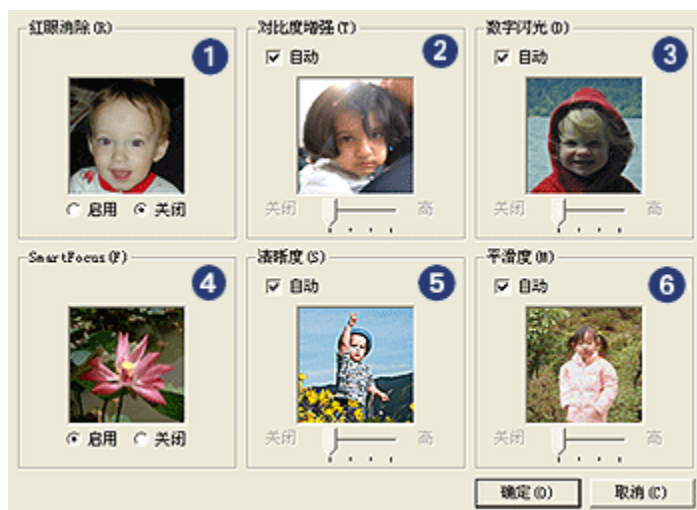 红眼消除(R)
1
启用 关闭
对比度增强(T)
2
自动
关闭 高
数字闪光(D)
3
自动
关闭 高
SmartFocus(F)
4
启用 关闭
清晰度(S)
5
自动
关闭 高
平滑度(M)
6
自动
关闭 高
确定(O) 取消(C)